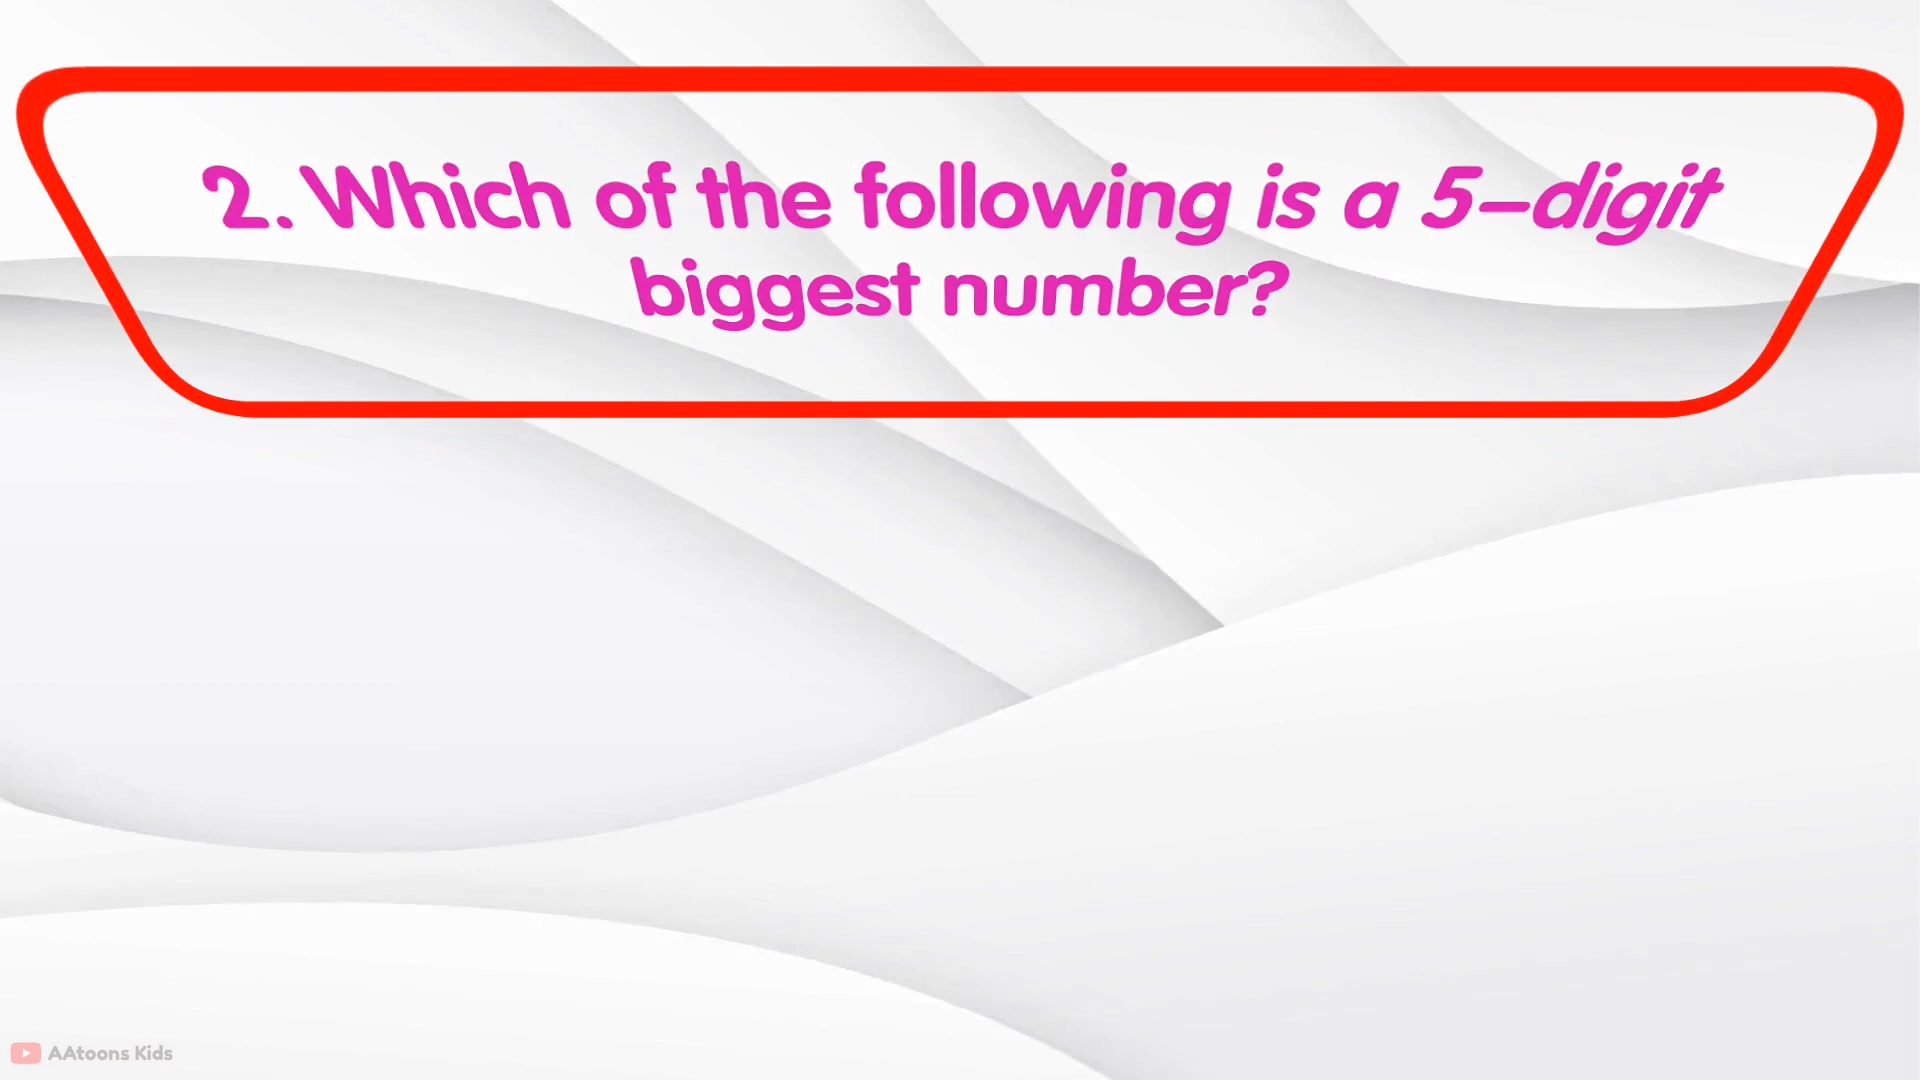 2. Which of the following is a 5-digit
biggest number?
AAtoons Kids